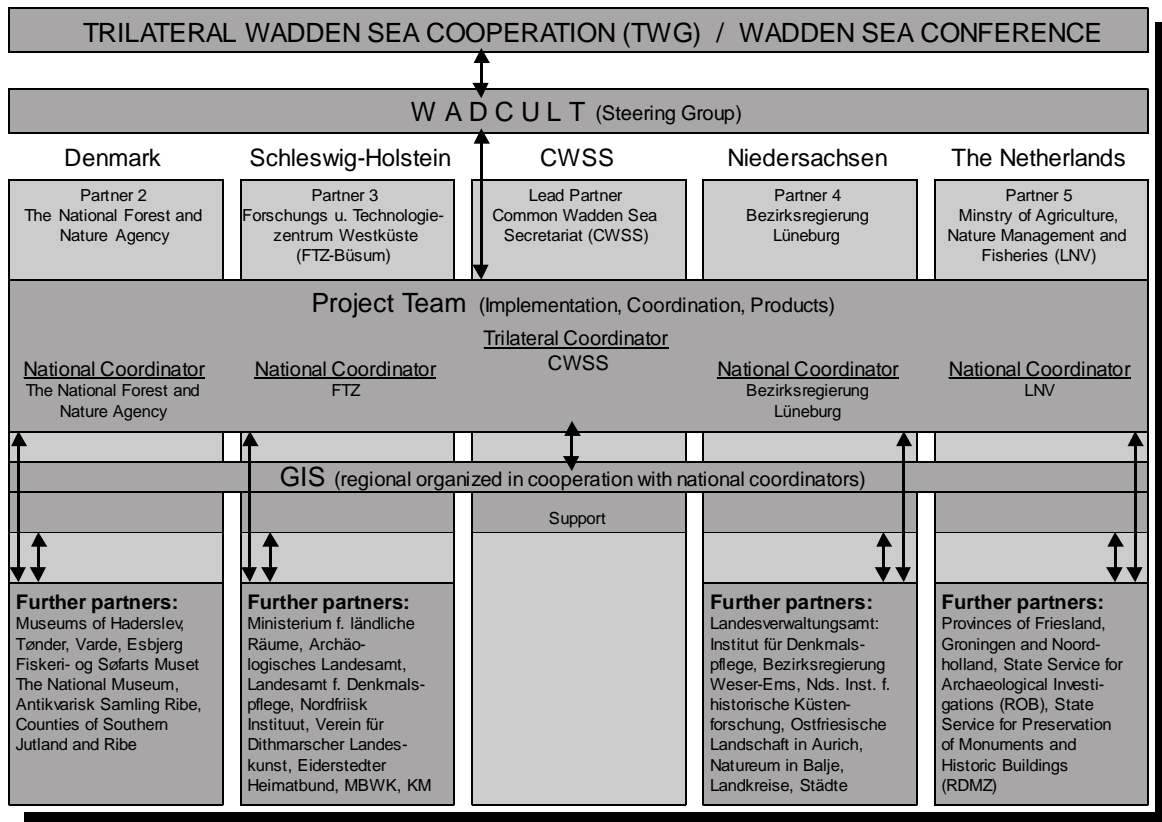 TRILATERAL WADDEN SEA COOPERATION (TWG) / WADDEN SEA CONFERENCE
W A D C U L T (Steering Group)
Denmark
Partner 2
The National Forest and
Nature Agency
Schleswig-Holstein
Partner 3
Forschungs u. Technologie-
zentrum Westküste
(FTZ-Büsum)
CWSS
Lead Partner
Common Wadden Sea
Secretariat (CWSS)
Niedersachsen
Partner 4
Bezirksregierung
Lüneburg
The Netherlands
Partner 5
Minstry of Agriculture,
Nature Management and
Fisheries (LNV)
Project Team (Implementation, Coordination, Products)
Trilateral Coordinator
CWSS
National Coordinator
The National Forest and
Nature Agency
National Coordinator
FTZ
National Coordinator
Bezirksregierung
Lüneburg
National Coordinator
LNV
GIS (regional organized in cooperation with national coordinators)
Support
Further partners:
Museums of Haderslev,
Tønder, Varde, Esbjerg
Fiskeri- og Søfarts Muset
The National Museum,
Antikvarisk Samling Ribe,
Counties of Southern
Jutland and Ribe
Further partners:
Ministerium f. ländliche
Räume, Archäo-
logisches Landesamt,
Landesamt f. Denkmals-
pflege, Nordfriisk
Instituut, Verein für
Dithmarscher Landes-
kunst, Eiderstedter
Heimatbund, MBWK, KM
Further partners:
Landesverwaltungsamt:
Institut für Denkmals-
pflege, Bezirksregierung
Weser-Ems, Nds. Inst. f.
historische Küsten-
forschung, Ostfriesische
Landschaft in Aurich,
Natureum in Balje,
Landkreise, Städte
Further partners:
Provinces of Friesland,
Groningen and Noord-
holland, State Service for
Archaeological Investi-
gations (ROB), State
Service for Preservation
of Monuments and
Historic Buildings
(RDMZ)